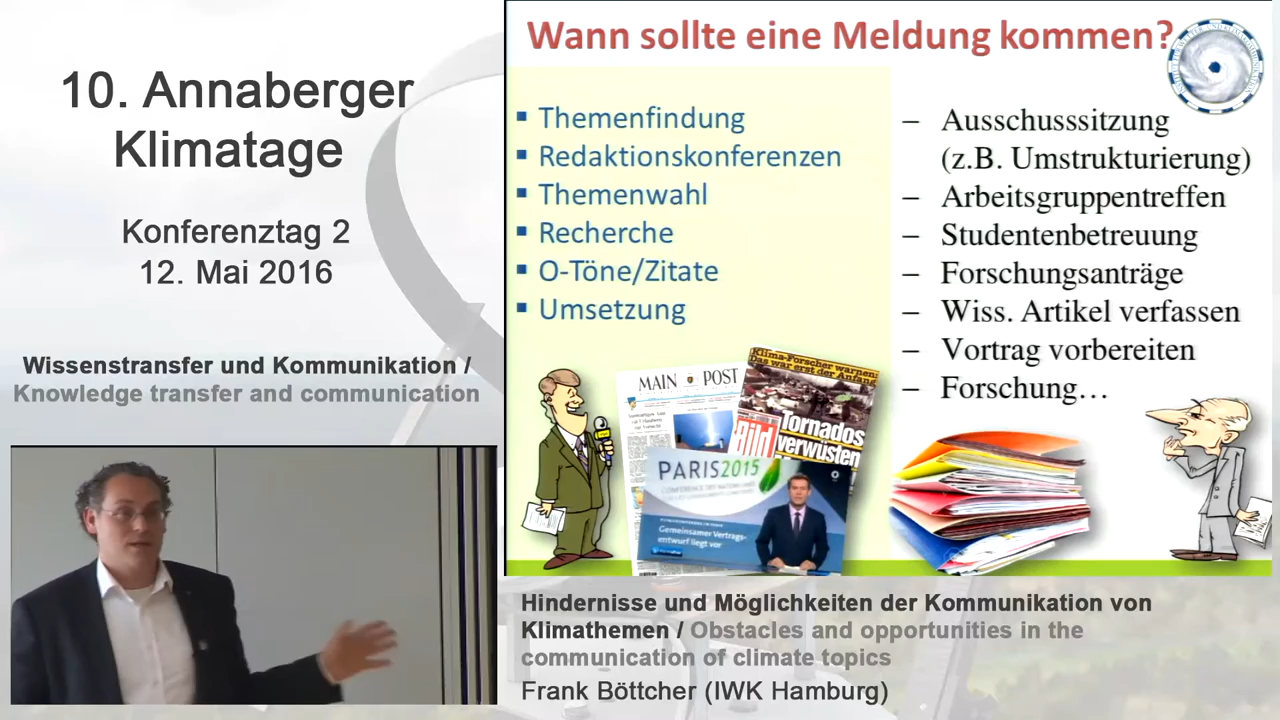 10. Annaberger
Klimatage
Konferenztag 2
12. Mai 2016
Wissenstransfer und Kommunikation /
Knowledge transfer and communication
Wann sollte eine Meldung kommen?
▪ Themenfindung
▪ Redaktionskonferenzen
▪ Themenwahl
▪ Recherche
▪ O-Töne/Zitate
▪ Umsetzung
– Ausschusssitzung
(z.B. Umstrukturierung)
– Arbeitsgruppentreffen
– Studentenbetreuung
– Forschungsanträge
– Wiss. Artikel verfassen
– Vortrag vorbereiten
– Forschung…
MAIN POST
Klima-Forscher warnen:
Das war erst der Anfang
Tornados
verwüsten
Bild
PARIS2015
Gemeinsamer Vertrags-
entwurf liegt vor
Hindernisse und Möglichkeiten der Kommunikation von
Klimathemen / Obstacles and opportunities in the
communication of climate topics
Frank Böttcher (IWK Hamburg)